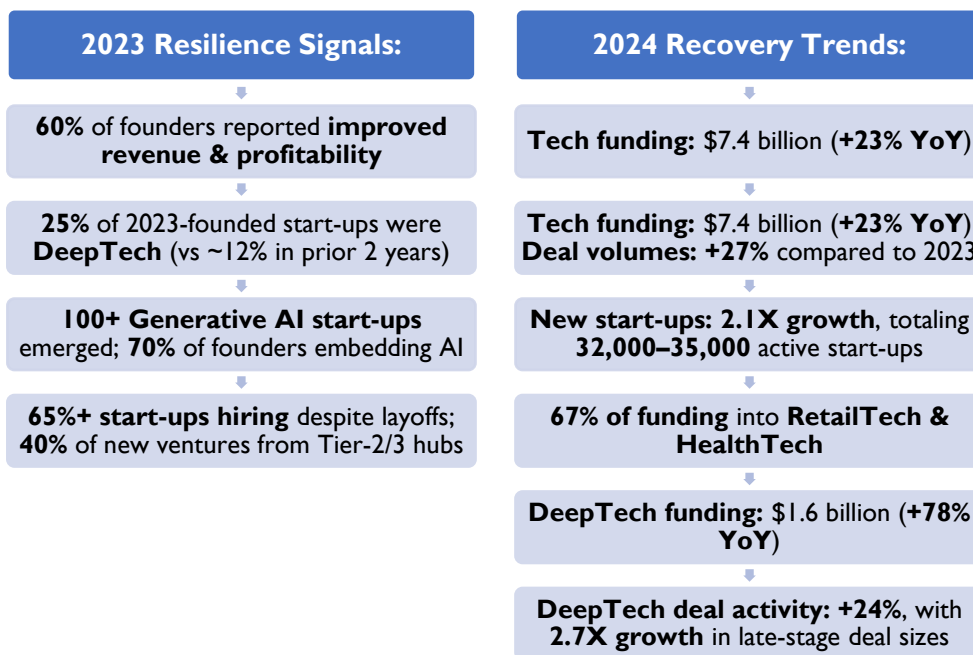 2023 Resilience Signals:
60% of founders reported improved
revenue & profitability
25% of 2023-founded start-ups were
DeepTech (vs ~12% in prior 2 years)
100+ Generative AI start-ups
emerged; 70% of founders embedding AI
65%+ start-ups hiring despite layoffs;
40% of new ventures from Tier-2/3 hubs
2024 Recovery Trends:
Tech funding: $7.4 billion (+23% YoY)
Tech funding: $7.4 billion (+23% YoY)
Deal volumes: +27% compared to 2023
New start-ups: 2.1X growth, totaling
32,000–35,000 active start-ups
67% of funding into RetailTech &
HealthTech
DeepTech funding: $1.6 billion (+78%
YoY)
DeepTech deal activity: +24%, with
2.7X growth in late-stage deal sizes